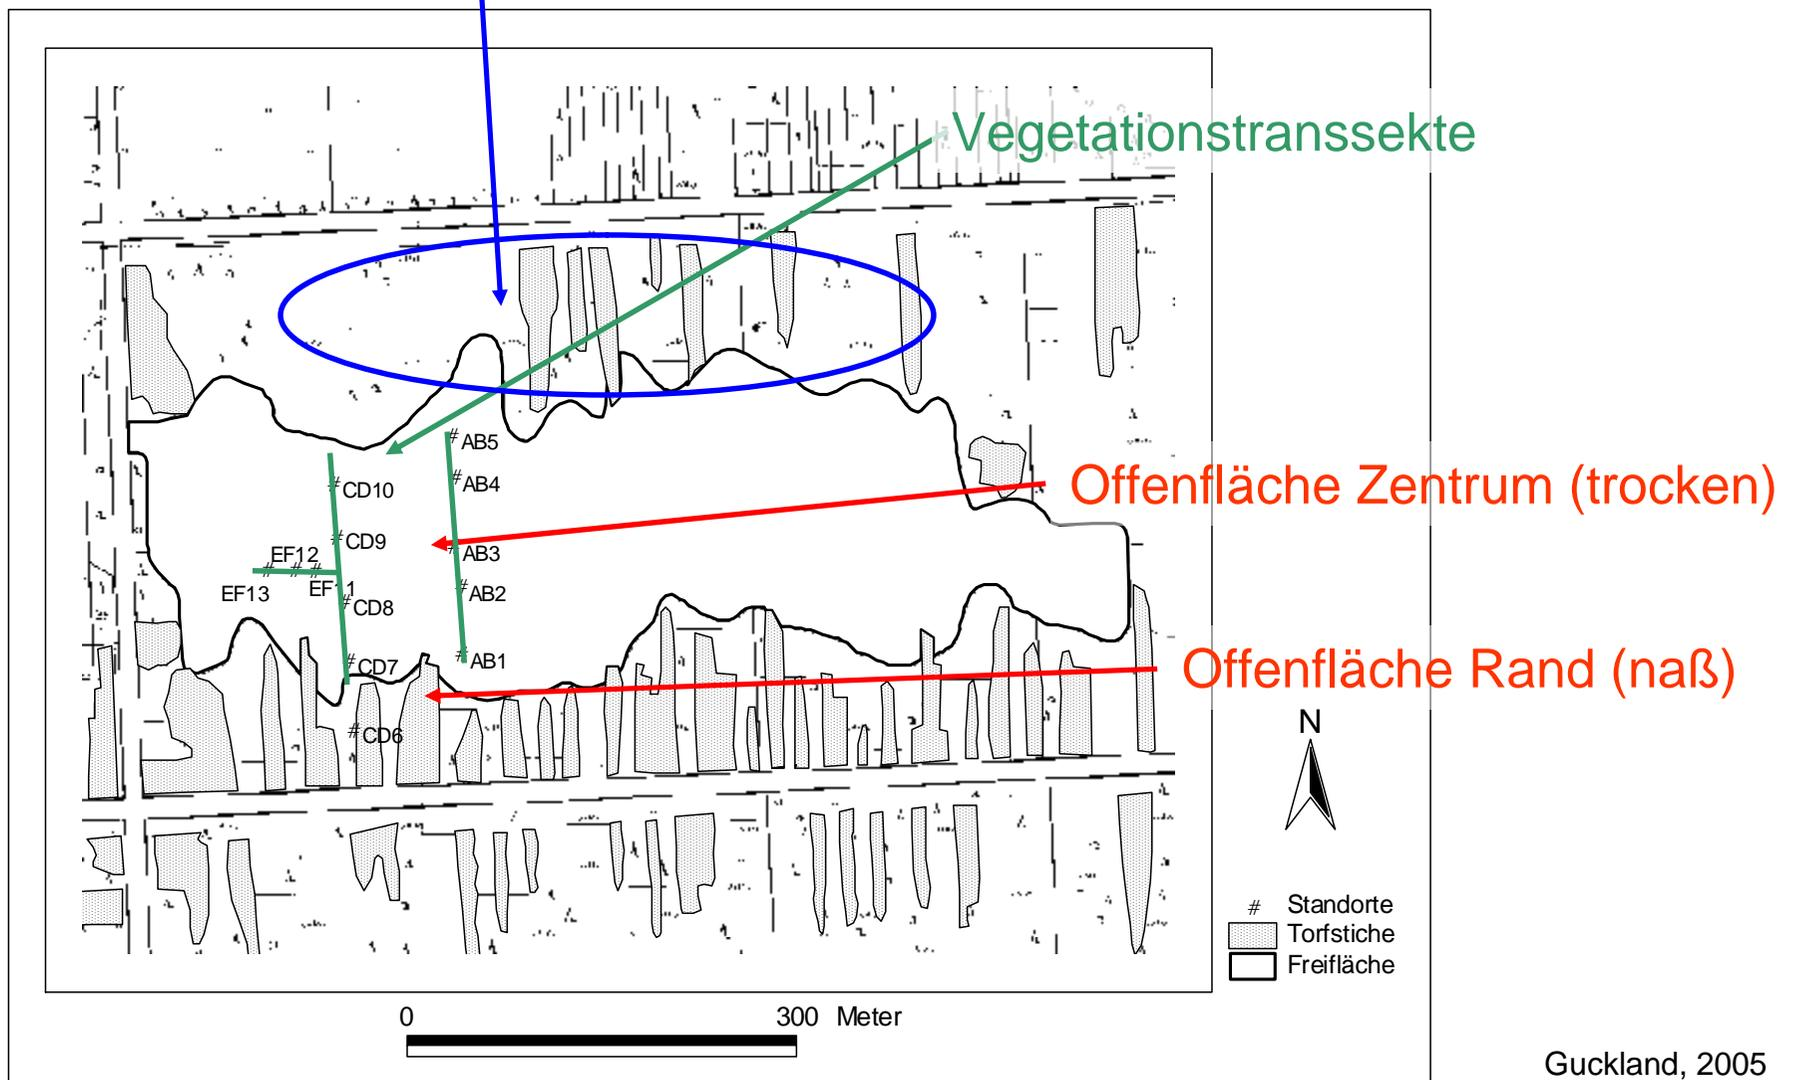 Vegetationstranssekte
# AB5
# AB4
# CD10
Offenfläche Zentrum (trocken)
# CD9
# AB3
EF12
# # #
EF13
EF11
# AB2
# CD8
# AB1
# CD7
Offenfläche Rand (naß)
# CD6
N
# Standorte
Torfstiche
Freifläche
0 300 Meter
Guckland, 2005